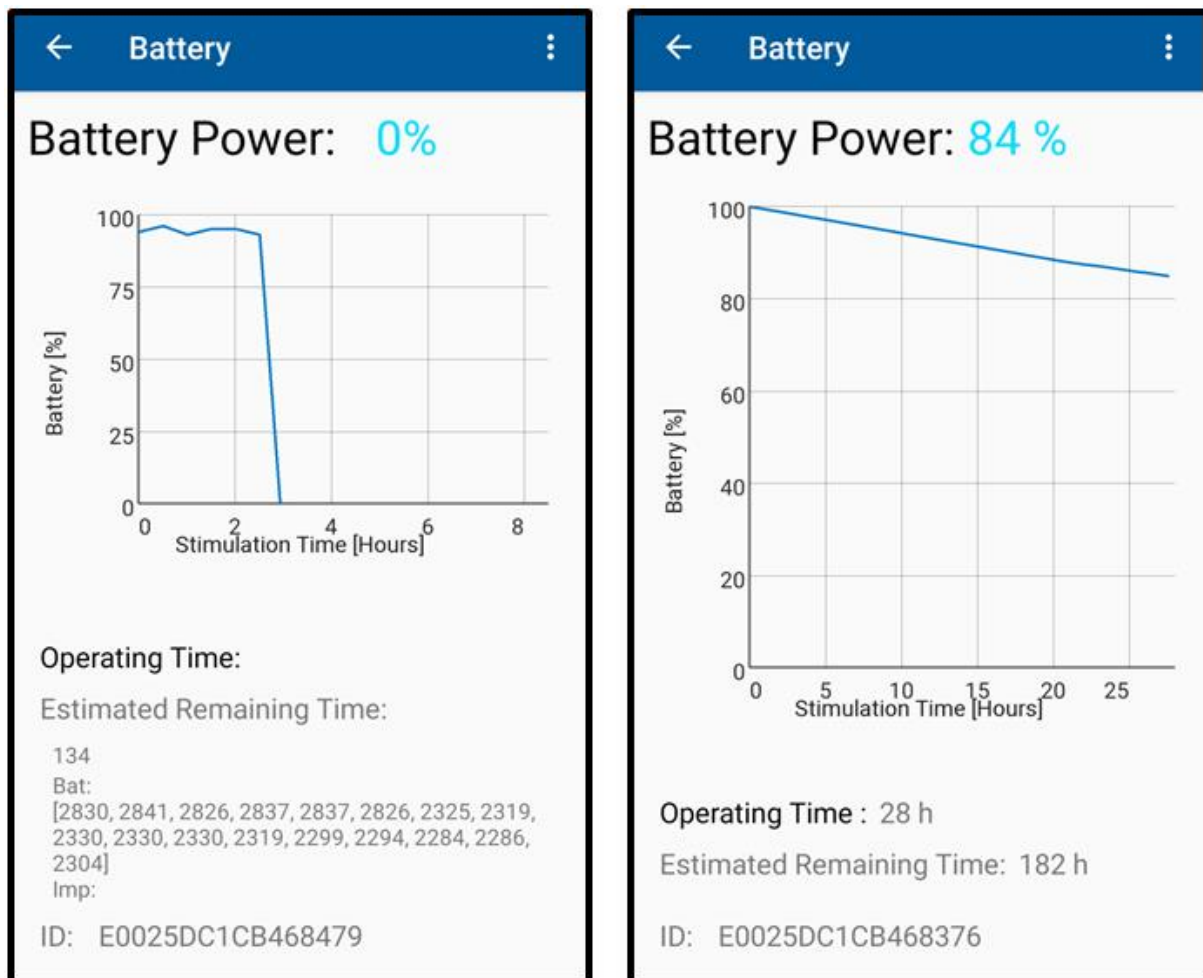 Battery
Battery Power: 0%
100
75
50
25
0
Battery [%]
0 2 4 6 8
Stimulation Time [Hours]
Operating Time:
Estimated Remaining Time:
134
Bat:
[2830, 2841, 2826, 2837, 2837, 2826, 2325, 2319,
2330, 2330, 2330, 2319, 2299, 2294, 2284, 2286,
2304]
Imp:
ID: E0025DC1CB468479
Battery
Battery Power: 84 %
100
80
60
40
20
0
Battery [%]
0 5 10 15 20 25
Stimulation Time [Hours]
Operating Time : 28 h
Estimated Remaining Time: 182 h
ID: E0025DC1CB468376